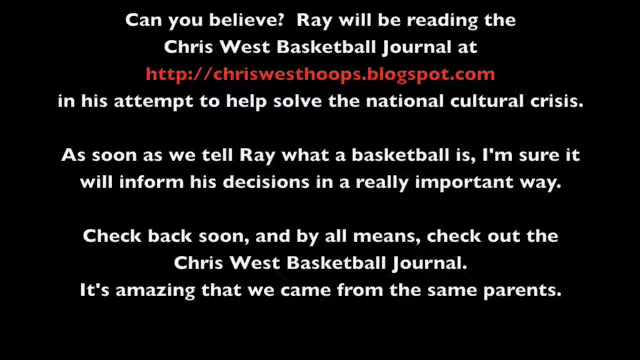 Can you believe?  Ray will be reading the
Chris West Basketball Journal at
http://chriswesthoops.blogspot.com
in his attempt to help solve the national cultural crisis.
As soon as we tell Ray what a basketball is, I'm sure it
will inform his decisions in a really important way.
Check back soon, and by all means, check out the
Chris West Basketball Journal.
It's amazing that we came from the same parents.